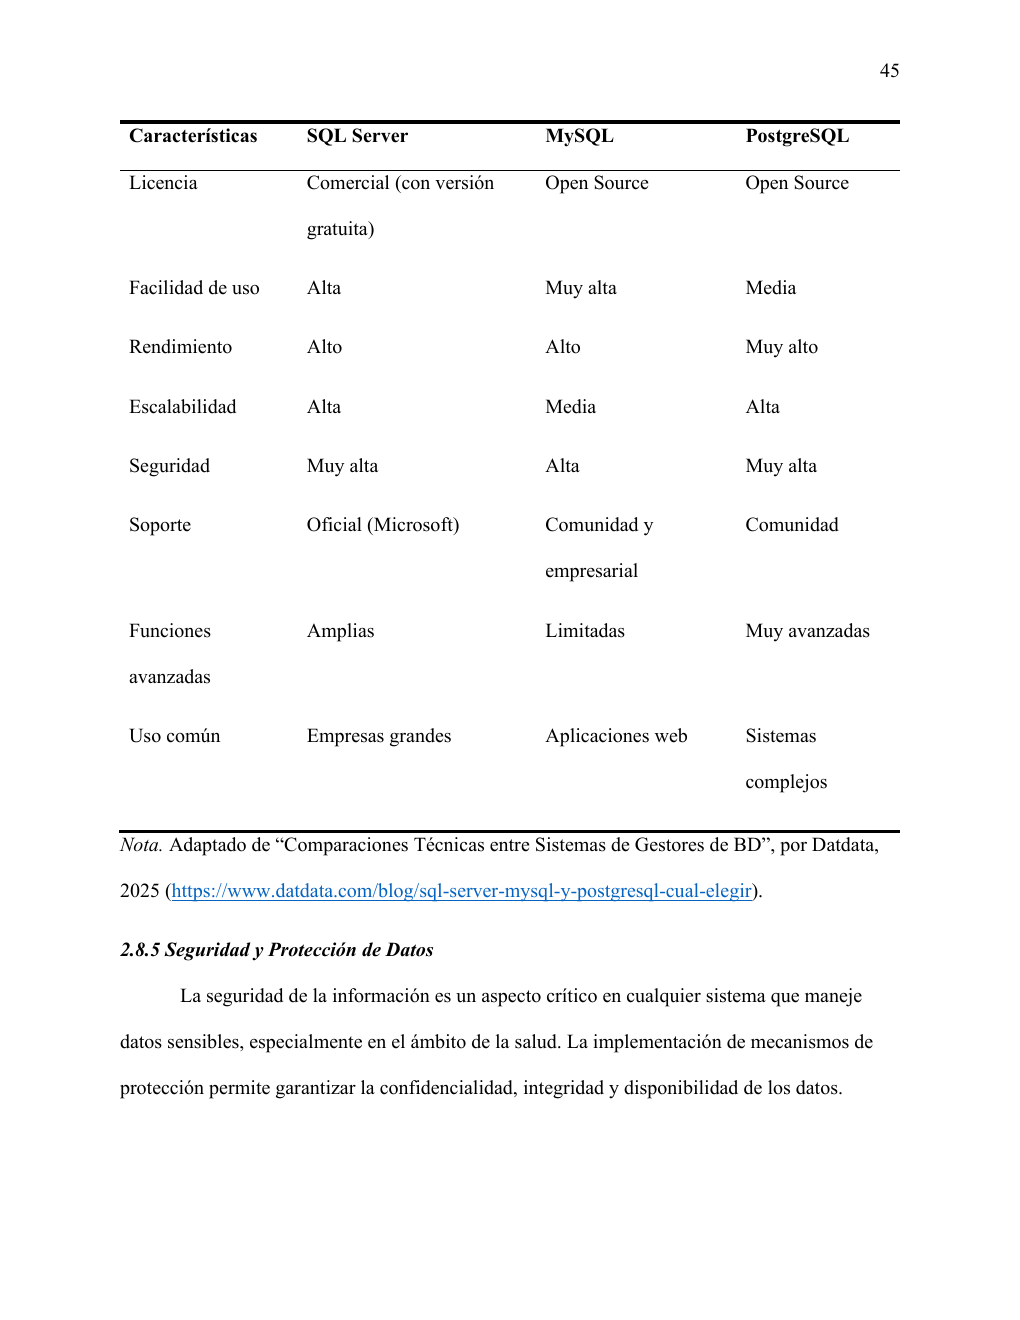 45
Características SQL Server MySQL PostgreSQL
Licencia Comercial (con versión Open Source Open Source
gratuita)
Facilidad de uso Alta Muy alta Media
Rendimiento Alto Alto Muy alto
Escalabilidad Alta Media Alta
Seguridad Muy alta Alta Muy alta
Soporte Oficial (Microsoft) Comunidad y Comunidad
empresarial
Funciones Amplias Limitadas Muy avanzadas
avanzadas
Uso común Empresas grandes Aplicaciones web Sistemas
complejos
Nota. Adaptado de “Comparaciones Técnicas entre Sistemas de Gestores de BD”, por Datdata,
2025 (https://www.datdata.com/blog/sql-server-mysql-y-postgresql-cual-elegir).
2.8.5 Seguridad y Protección de Datos
La seguridad de la información es un aspecto crítico en cualquier sistema que maneje
datos sensibles, especialmente en el ámbito de la salud. La implementación de mecanismos de
protección permite garantizar la confidencialidad, integridad y disponibilidad de los datos.